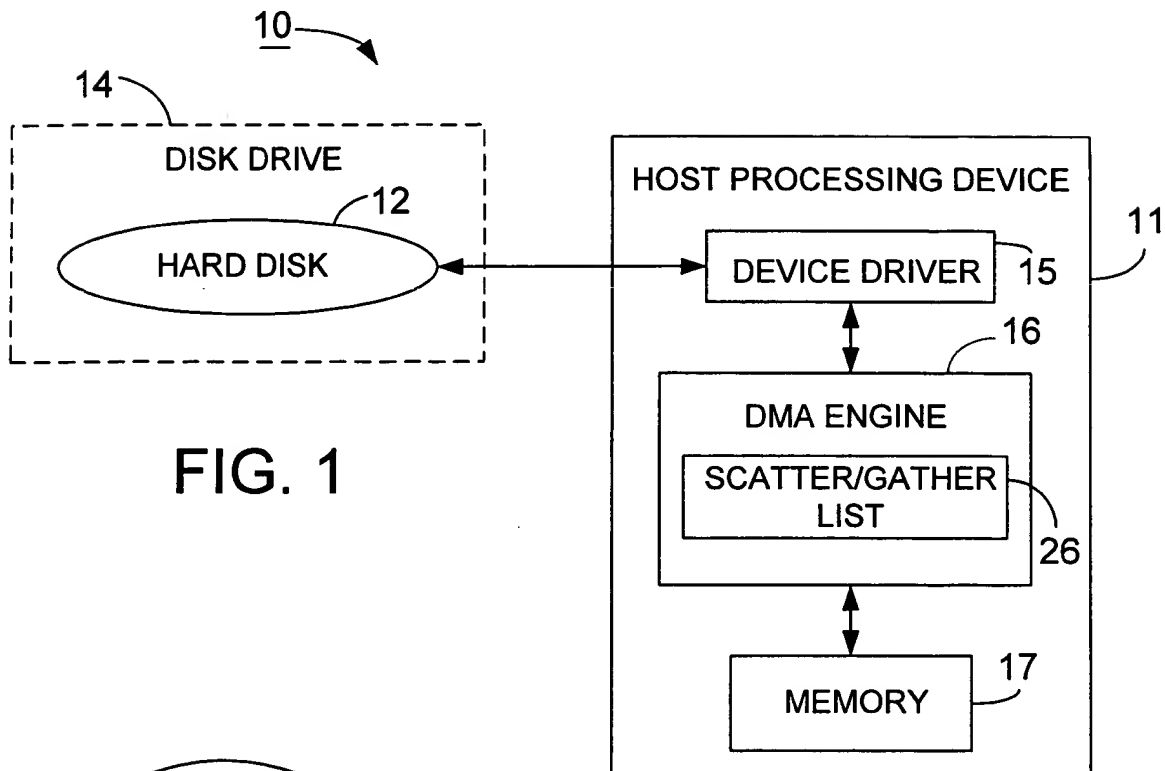 10
14
DISK DRIVE
12
HARD DISK
HOST PROCESSING DEVICE
11
DEVICE DRIVER
15
16
DMA ENGINE
SCATTER/GATHER
LIST
26
MEMORY
17
FIG. 1